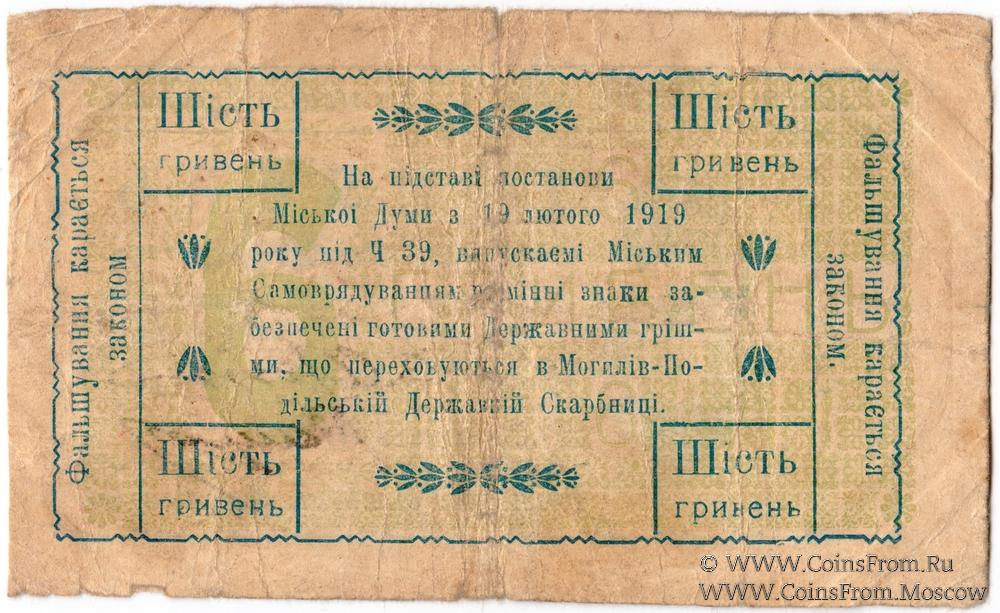 Шість
гривень
Шість
гривень
Фальшування карається
законом
На підставі постанови
Міської Думи з 19 лютого 1919
року під Ч 39, випускаємі Міським
Самоврядуванням розмінні знаки за-
безпечені готовими Державними гріш-
ми, що переховуються в Могилів-По-
дільській Державній Скарбниці.
Фальшування карається
законом.
Шість
гривень
Шість
гривень
© WWW.CoinsFrom.Ru
WWW.CoinsFrom.Moscow